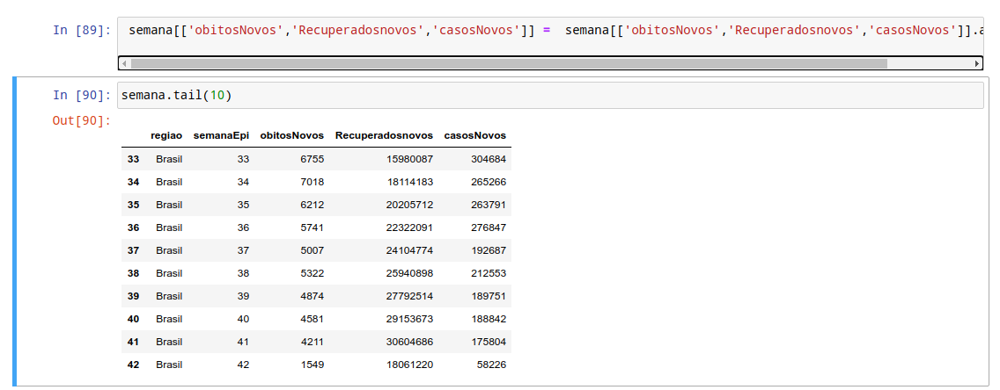 In [89]: semana[['obitosNovos','Recuperadosnovos','casosNovos']] = semana[['obitosNovos','Recuperadosnovos','casosNovos']].a
In [90]: semana.tail(10)
Out[90]:
regiao semanaEpi obitosNovos Recuperadosnovos casosNovos
33 Brasil 33 6755 15980087 304684
34 Brasil 34 7018 18114183 265266
35 Brasil 35 6212 20205712 263791
36 Brasil 36 5741 22322091 276847
37 Brasil 37 5007 24104774 192687
38 Brasil 38 5322 25940898 212553
39 Brasil 39 4874 27792514 189751
40 Brasil 40 4581 29153673 188842
41 Brasil 41 4211 30604686 175804
42 Brasil 42 1549 18061220 58226